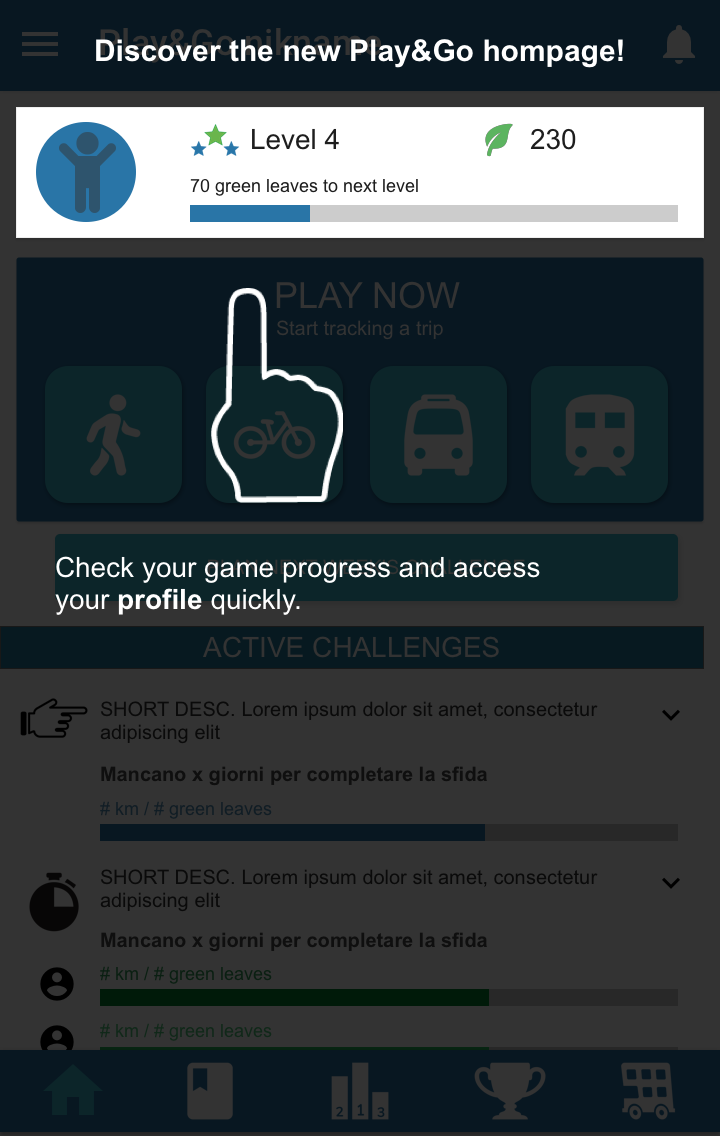 Play&Go nikname
Discover the new Play&Go hompage!
Level 4
230
70 green leaves to next level
PLAY NOW
Start tracking a trip
Check your game progress and access
your profile quickly.
ACTIVE CHALLENGES
SHORT DESC. Lorem ipsum dolor sit amet, consectetur
adipiscing elit
Mancano x giorni per completare la sfida
# km / # green leaves
SHORT DESC. Lorem ipsum dolor sit amet, consectetur
adipiscing elit
Mancano x giorni per completare la sfida
# km / # green leaves
# km / # green leaves
2 1 3